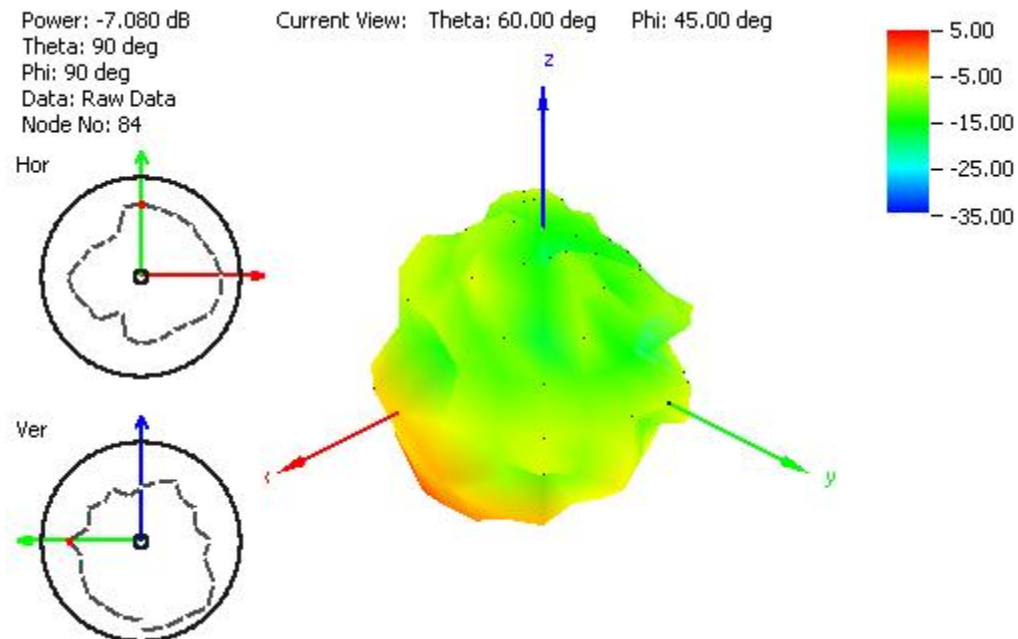 Power: -7.080 dB
Theta: 90 deg
Phi: 90 deg
Data: Raw Data
Node No: 84
Current View: Theta: 60.00 deg Phi: 45.00 deg
5.00
-5.00
-15.00
-25.00
-35.00
Hor
Ver
z
x
y